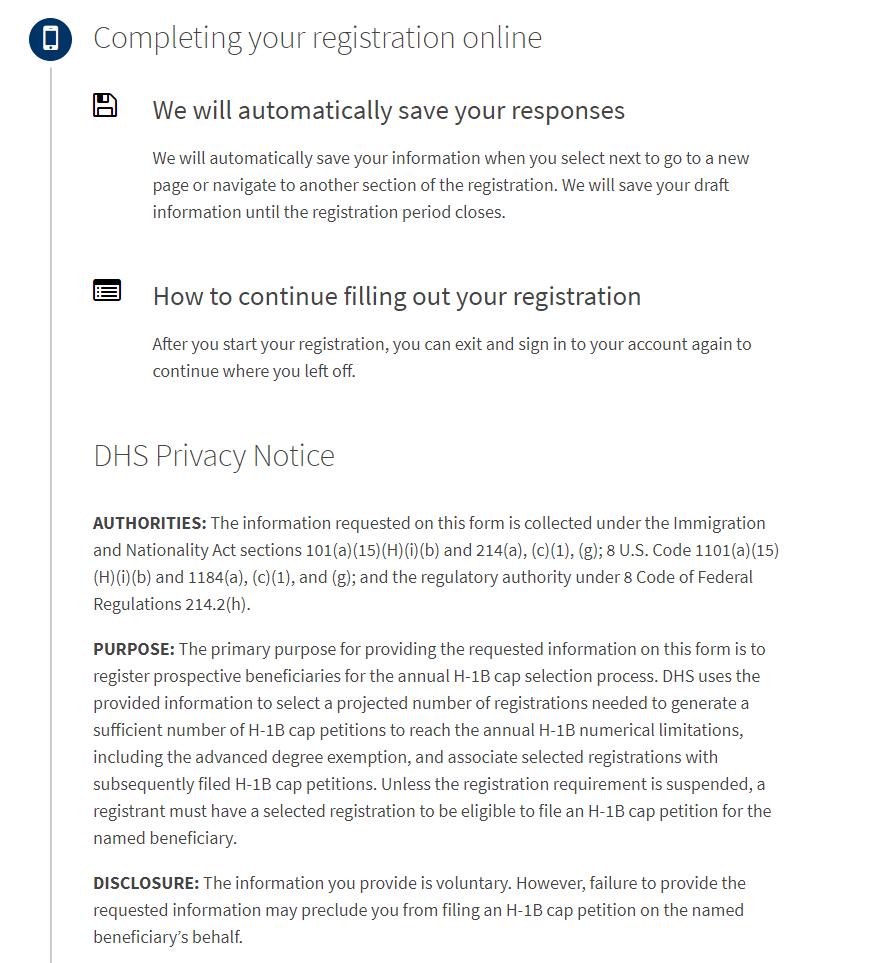 Completing your registration online
We will automatically save your responses
We will automatically save your information when you select next to go to a new
page or navigate to another section of the registration. We will save your draft
information until the registration period closes.
How to continue filling out your registration
After you start your registration, you can exit and sign in to your account again to
continue where you left off.
DHS Privacy Notice
AUTHORITIES: The information requested on this form is collected under the Immigration
and Nationality Act sections 101(a)(15)(H)(i)(b) and 214(a), (c)(1), (g); 8 U.S. Code 1101(a)(15)
(H)(i)(b) and 1184(a), (c)(1), and (g); and the regulatory authority under 8 Code of Federal
Regulations 214.2(h).
PURPOSE: The primary purpose for providing the requested information on this form is to
register prospective beneficiaries for the annual H-1B cap selection process. DHS uses the
provided information to select a projected number of registrations needed to generate a
sufficient number of H-1B cap petitions to reach the annual H-1B numerical limitations,
including the advanced degree exemption, and associate selected registrations with
subsequently filed H-1B cap petitions. Unless the registration requirement is suspended, a
registrant must have a selected registration to be eligible to file an H-1B cap petition for the
named beneficiary.
DISCLOSURE: The information you provide is voluntary. However, failure to provide the
requested information may preclude you from filing an H-1B cap petition on the named
beneficiary's behalf.